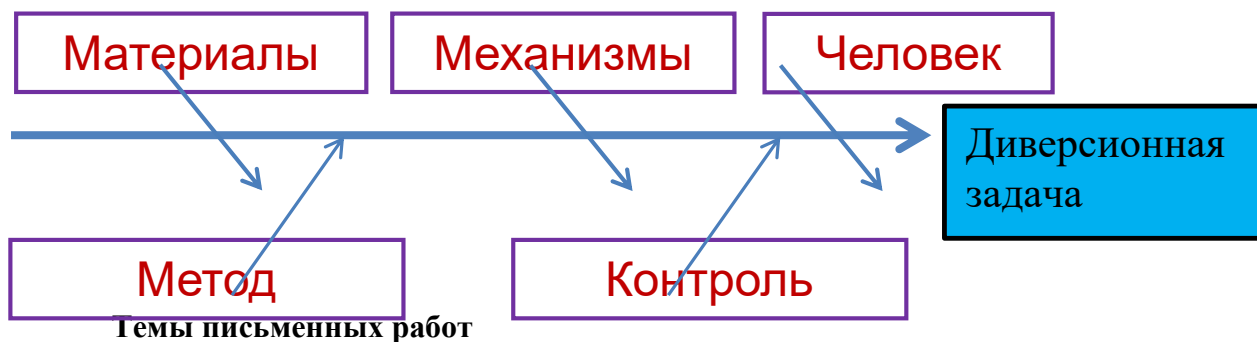 Материалы
Механизмы
Человек
Диверсионная
задача
Метод
Контроль
Темы письменных работ